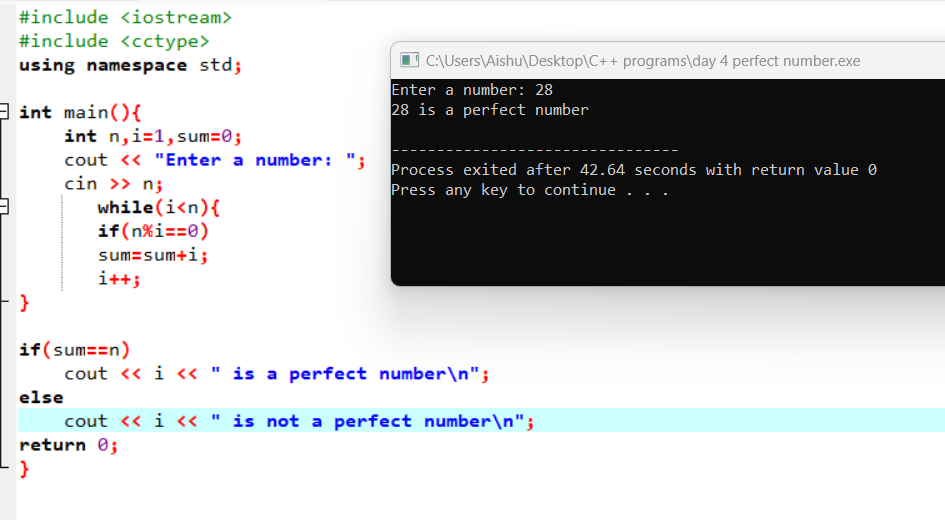 #include <iostream>
#include <cctype>
using namespace std;
int main(){
int n,i=1,sum=0;
cout << "Enter a number: ";
cin >> n;
while(i<n){
if(n%i==0)
sum=sum+i;
i++;
}
if(sum==n)
cout << i << " is a perfect number\n";
else
cout << i << " is not a perfect number\n";
return 0;
}
C:\Users\Aishu\Desktop\C++ programs\day 4 perfect number.exe
Enter a number: 28
28 is a perfect number
--------------------------------
Process exited after 42.64 seconds with return value 0
Press any key to continue . . .